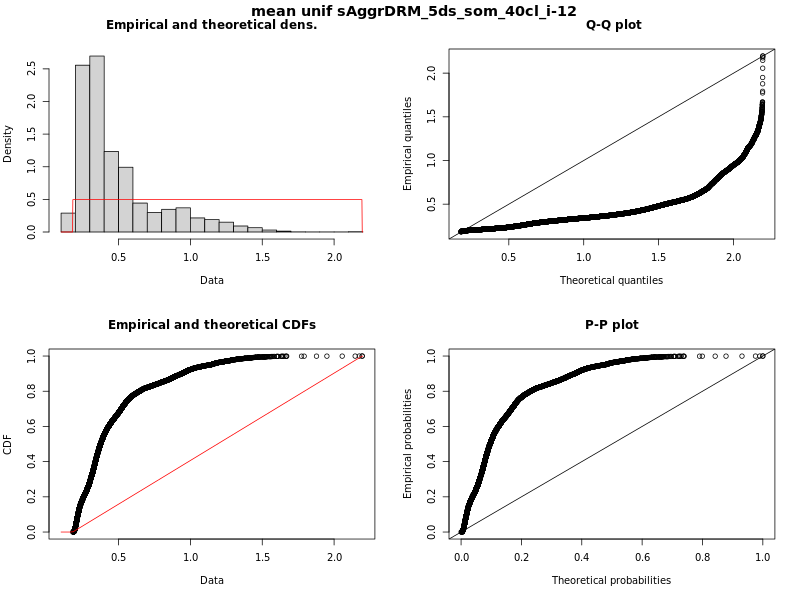 mean unif sAggrDRM_5ds_som_40cl_i-12
Empirical and theoretical dens.
Density
0.0 0.5 1.0 1.5 2.0 2.5
0.5 1.0 1.5 2.0
Data
Q-Q plot
Empirical quantiles
0.5 1.0 1.5 2.0
0.5 1.0 1.5 2.0
Theoretical quantiles
Empirical and theoretical CDFs
CDF
0.0 0.2 0.4 0.6 0.8 1.0
0.5 1.0 1.5 2.0
Data
P-P plot
Empirical probabilities
0.0 0.2 0.4 0.6 0.8 1.0
0.0 0.2 0.4 0.6 0.8 1.0
Theoretical probabilities